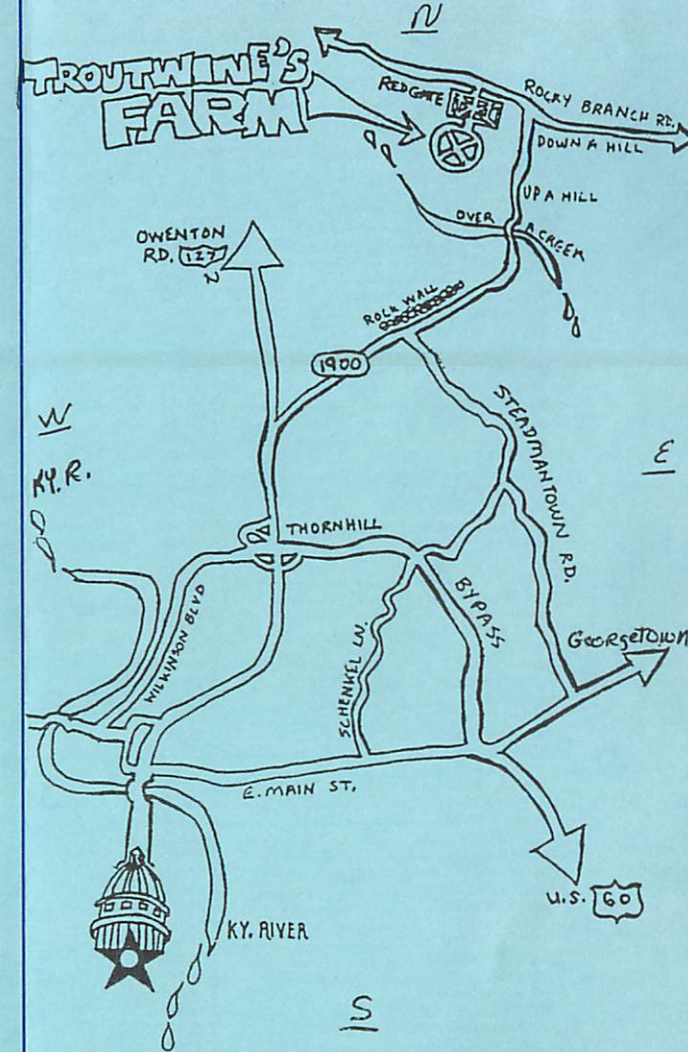 N
TROUTWINE'S
FARM
RED GATE
ROCKY BRANCH RD.
DOWN A HILL
UP A HILL
OVER A CREEK
OWENTON
RD. 127
N
ROCK WALL
1900
W
KY. R.
STEADMANTOWN RD.
E
THORNHILL
BYPASS
WILKINSON BLVD
SCHENKEL LN.
GEORGETOWN
E. MAIN ST.
U.S. 60
KY. RIVER
S